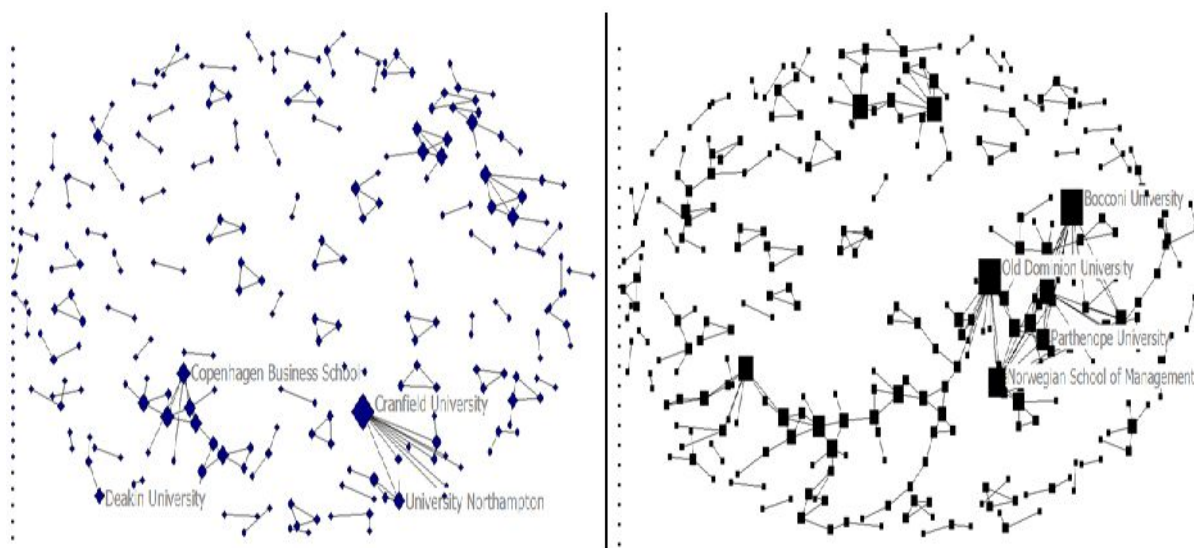 Copenhagen Business School
Cranfield University
Deakin University
University Northampton
Bocconi University
Old Dominion University
Parthenope University
Norwegian School of Management